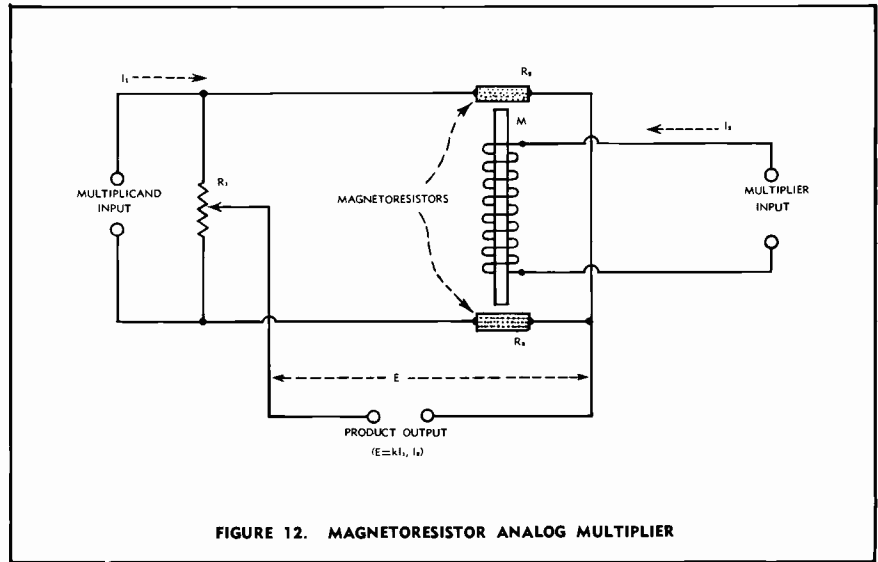 I₁
R₂
M
I₂
R₁
MULTIPLICAND
INPUT
MAGNETORESISTORS
MULTIPLIER
INPUT
R₃
E
PRODUCT OUTPUT
(E=kI₁, I₂)
FIGURE 12. MAGNETORESISTOR ANALOG MULTIPLIER